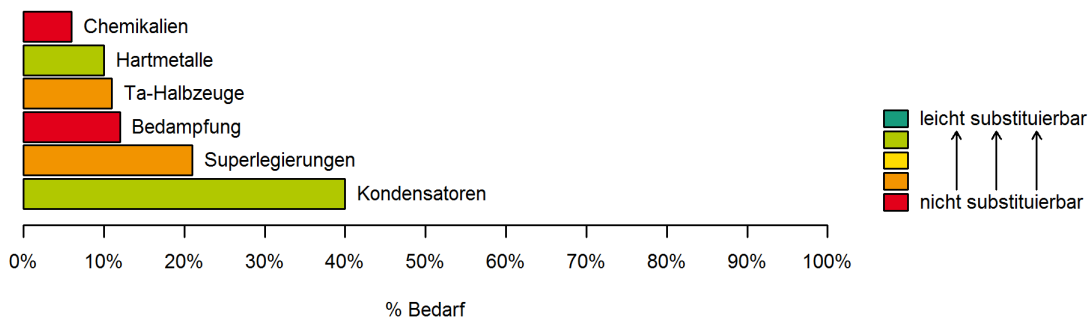 Chemikalien
Hartmetalle
Ta-Halbzeuge
Bedampfung
Superlegierungen
Kondensatoren
leicht substituierbar
nicht substituierbar
0% 10% 20% 30% 40% 50% 60% 70% 80% 90% 100%
% Bedarf